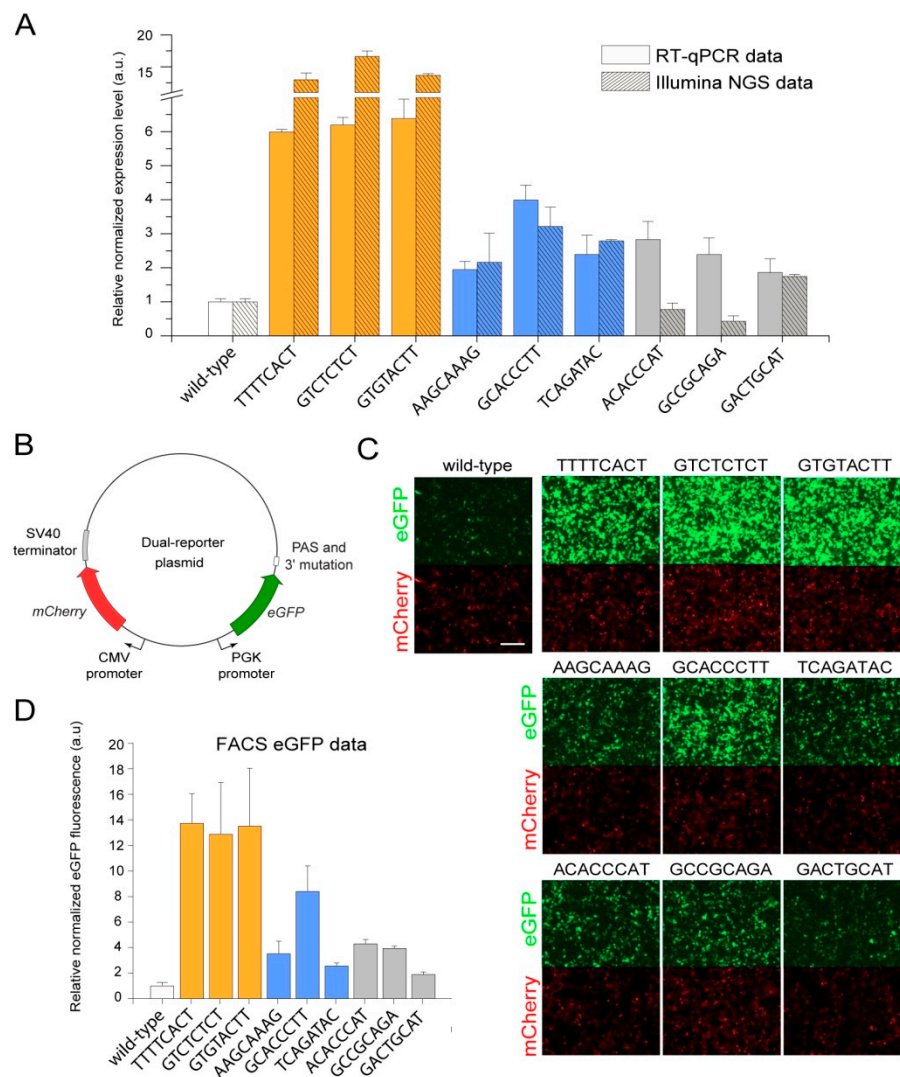 A
Relative normalized expression level (a.u.)
20
15
6
5
4
3
2
1
0
RT-qPCR data
Illumina NGS data
wild-type
TTTTCACT
GTCTCTCT
GTGTACTT
AAGCAAAG
GCACCCTT
TCAGATAC
ACACCCAT
GCCGCAGA
GACTGCAT
B
SV40
terminator
Dual-reporter
plasmid
PAS and
3' mutation
mCherry
eGFP
CMV
promoter
PGK
promoter
C
wild-type
TTTTCACT
GTCTCTCT
GTGTACTT
eGFP
mCherry
AAGCAAAG
GCACCCTT
TCAGATAC
eGFP
mCherry
ACACCCAT
GCCGCAGA
GACTGCAT
eGFP
mCherry
D
Relative normalized eGFP fluorescence (a.u)
FACS eGFP data
20
18
16
14
12
10
8
6
4
2
0
wild-type
TTTTCACT
GTCTCTCT
GTGTACTT
AAGCAAAG
GCACCCTT
TCAGATAC
ACACCCAT
GCCGCAGA
GACTGCAT